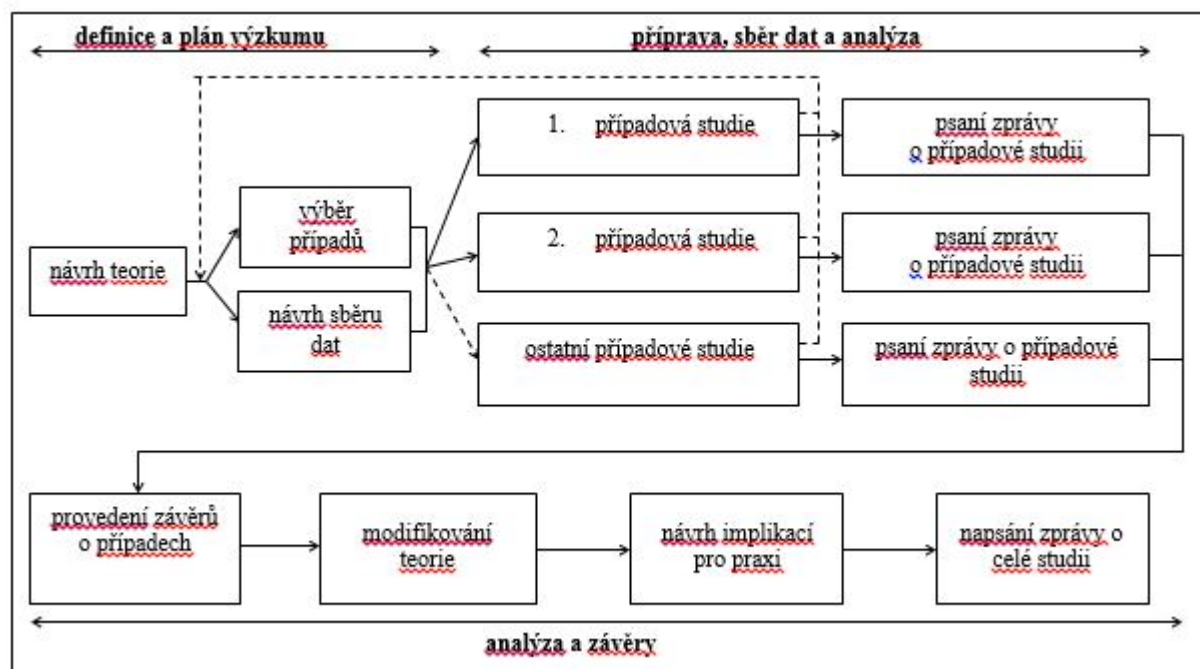 definice a plán výzkumu
příprava, sběr dat a analýza
návrh teorie
výběr
případů
návrh sběru
dat
1. případová studie
psaní zprávy
o případové studii
2. případová studie
psaní zprávy
o případové studii
ostatní případové studie
psaní zprávy o případové
studii
provedení závěrů
o případech
modifikování
teorie
návrh implikací
pro praxi
napsání zprávy o
celé studii
analýza a závěry